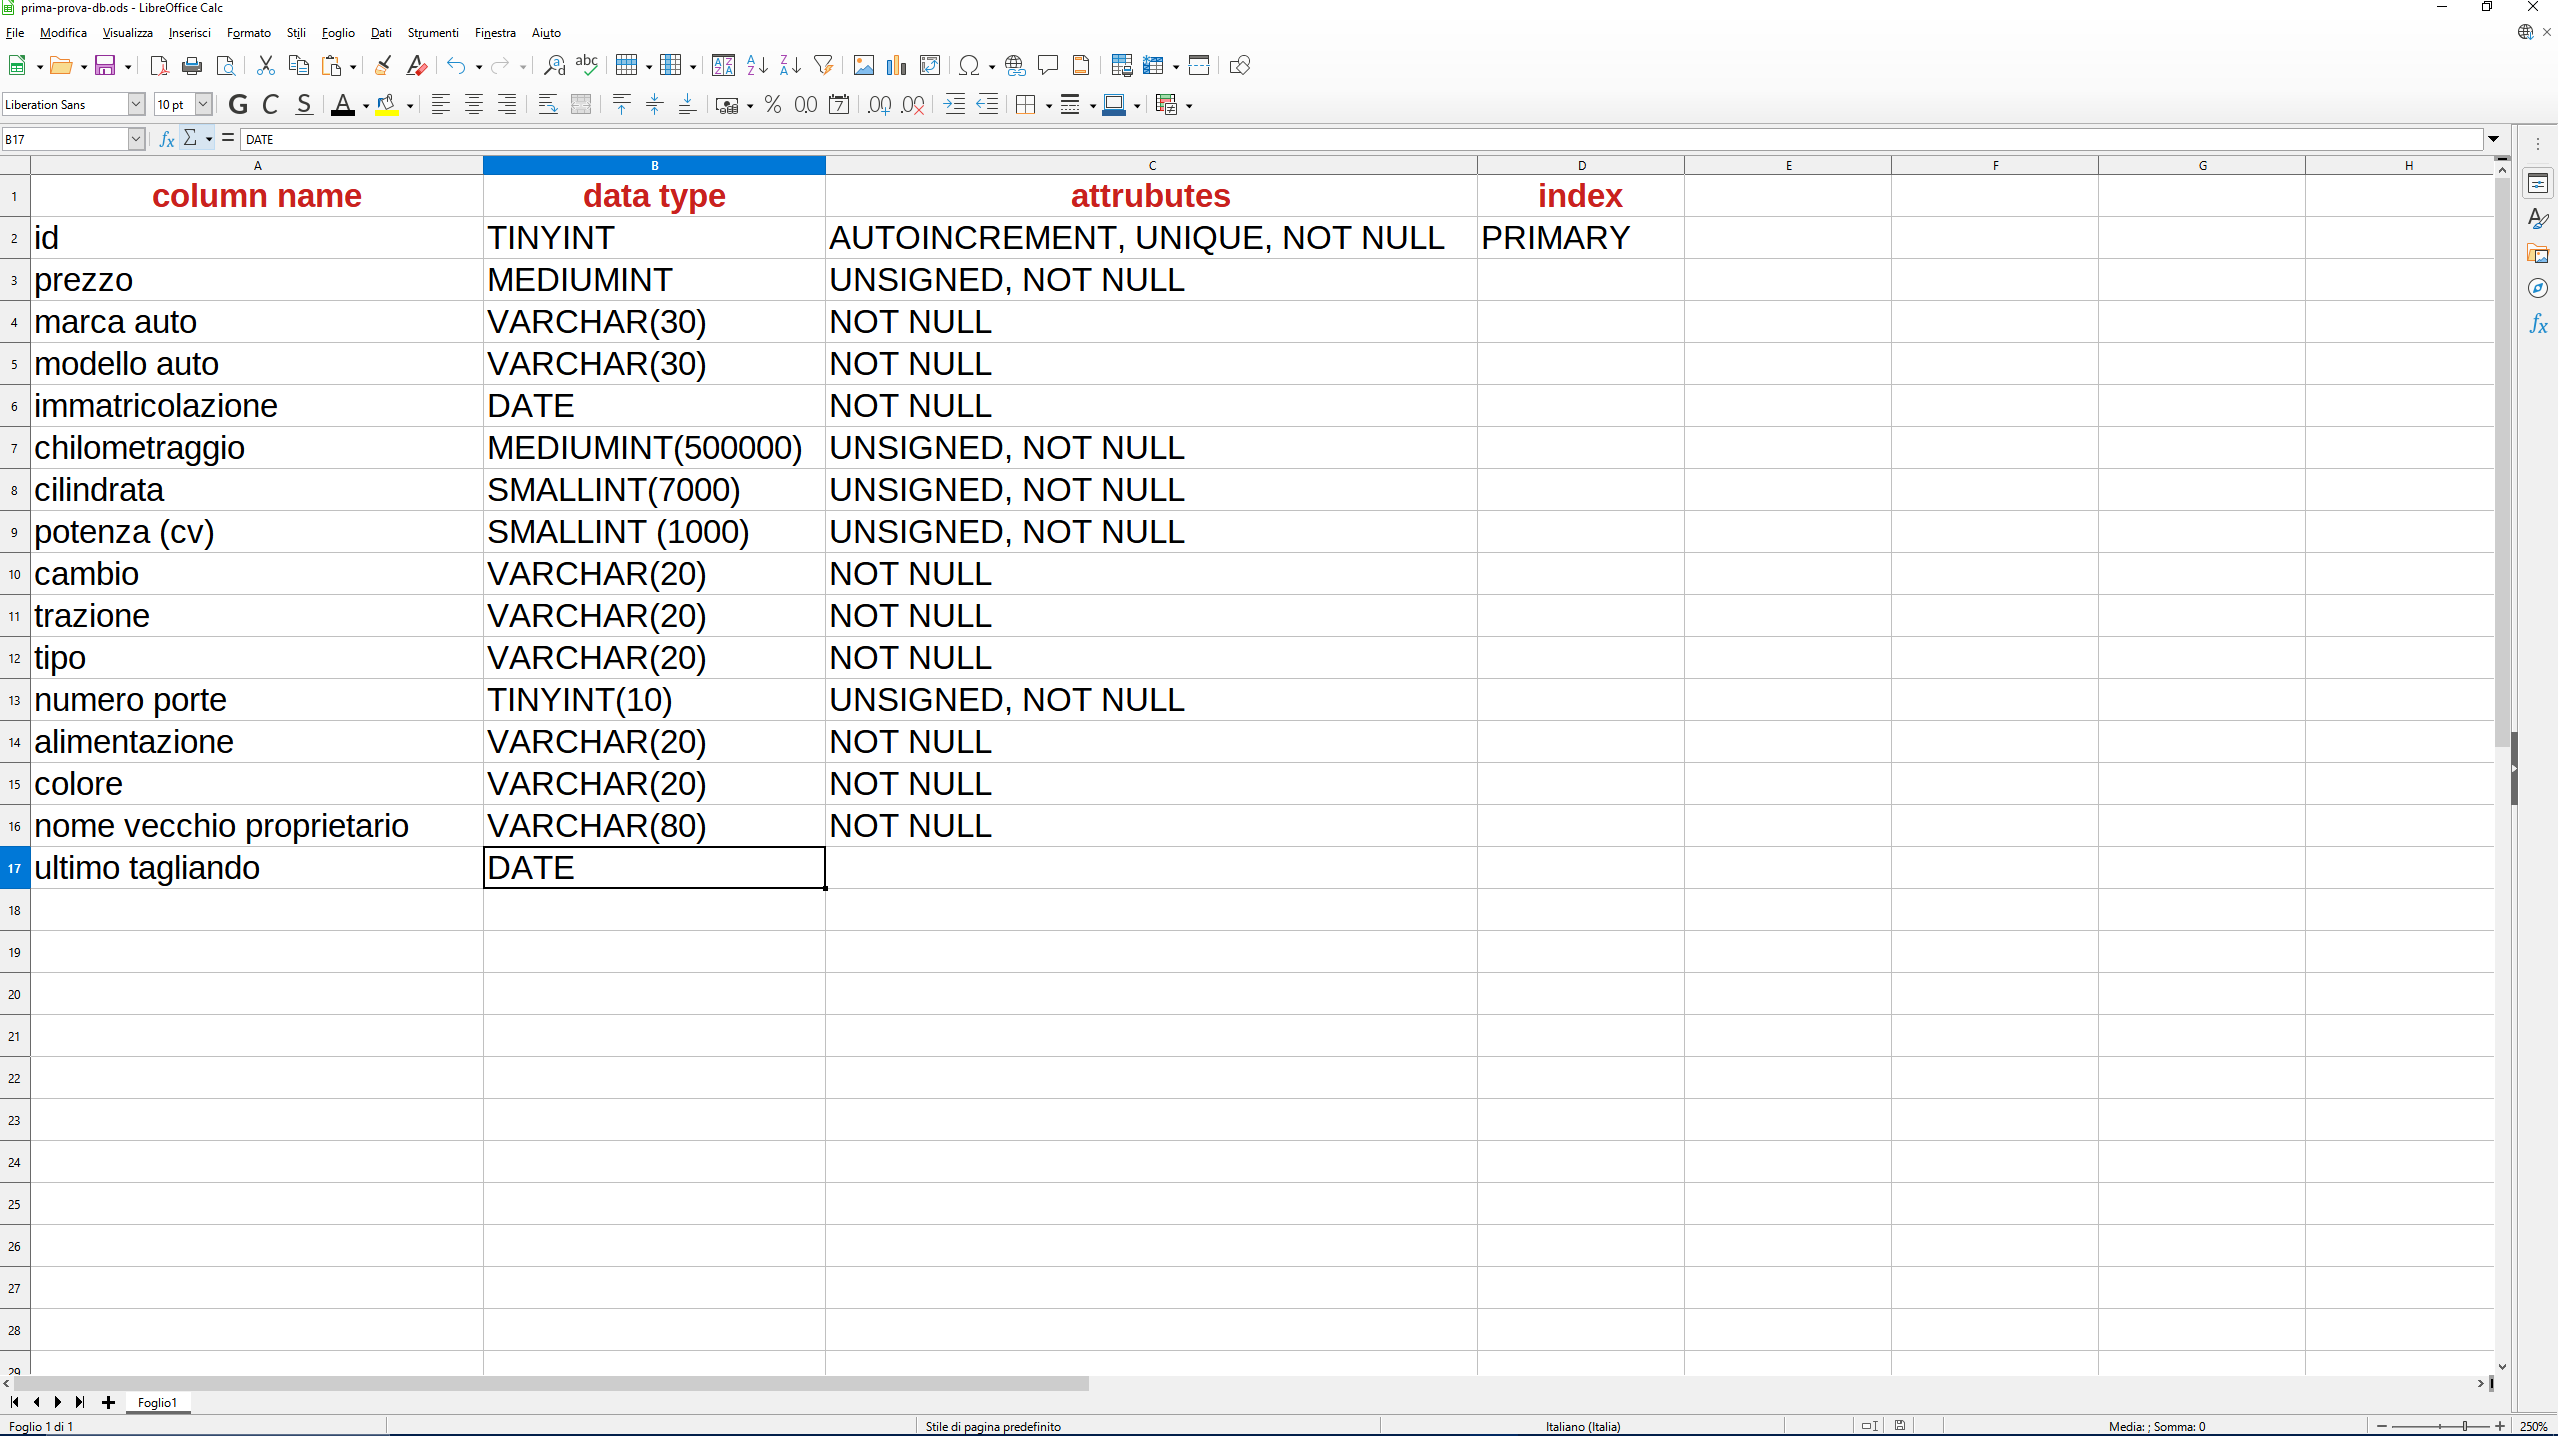 prima-prova-db.ods - LibreOffice Calc
File Modifica Visualizza Inserisci Formato Stili Foglio Dati Strumenti Finestra Aiuto
Liberation Sans 10 pt G C S A
B17 fx Σ = DATE
A B C D E F G H
1 column name data type attrubutes index
2 id TINYINT AUTOINCREMENT, UNIQUE, NOT NULL PRIMARY
3 prezzo MEDIUMINT UNSIGNED, NOT NULL
4 marca auto VARCHAR(30) NOT NULL
5 modello auto VARCHAR(30) NOT NULL
6 immatricolazione DATE NOT NULL
7 chilometraggio MEDIUMINT(500000) UNSIGNED, NOT NULL
8 cilindrata SMALLINT(7000) UNSIGNED, NOT NULL
9 potenza (cv) SMALLINT (1000) UNSIGNED, NOT NULL
10 cambio VARCHAR(20) NOT NULL
11 trazione VARCHAR(20) NOT NULL
12 tipo VARCHAR(20) NOT NULL
13 numero porte TINYINT(10) UNSIGNED, NOT NULL
14 alimentazione VARCHAR(20) NOT NULL
15 colore VARCHAR(20) NOT NULL
16 nome vecchio proprietario VARCHAR(80) NOT NULL
17 ultimo tagliando DATE
18
19
20
21
22
23
24
25
26
27
28
29
Foglio1
Foglio 1 di 1 Stile di pagina predefinito Italiano (Italia) Media: ; Somma: 0 250%